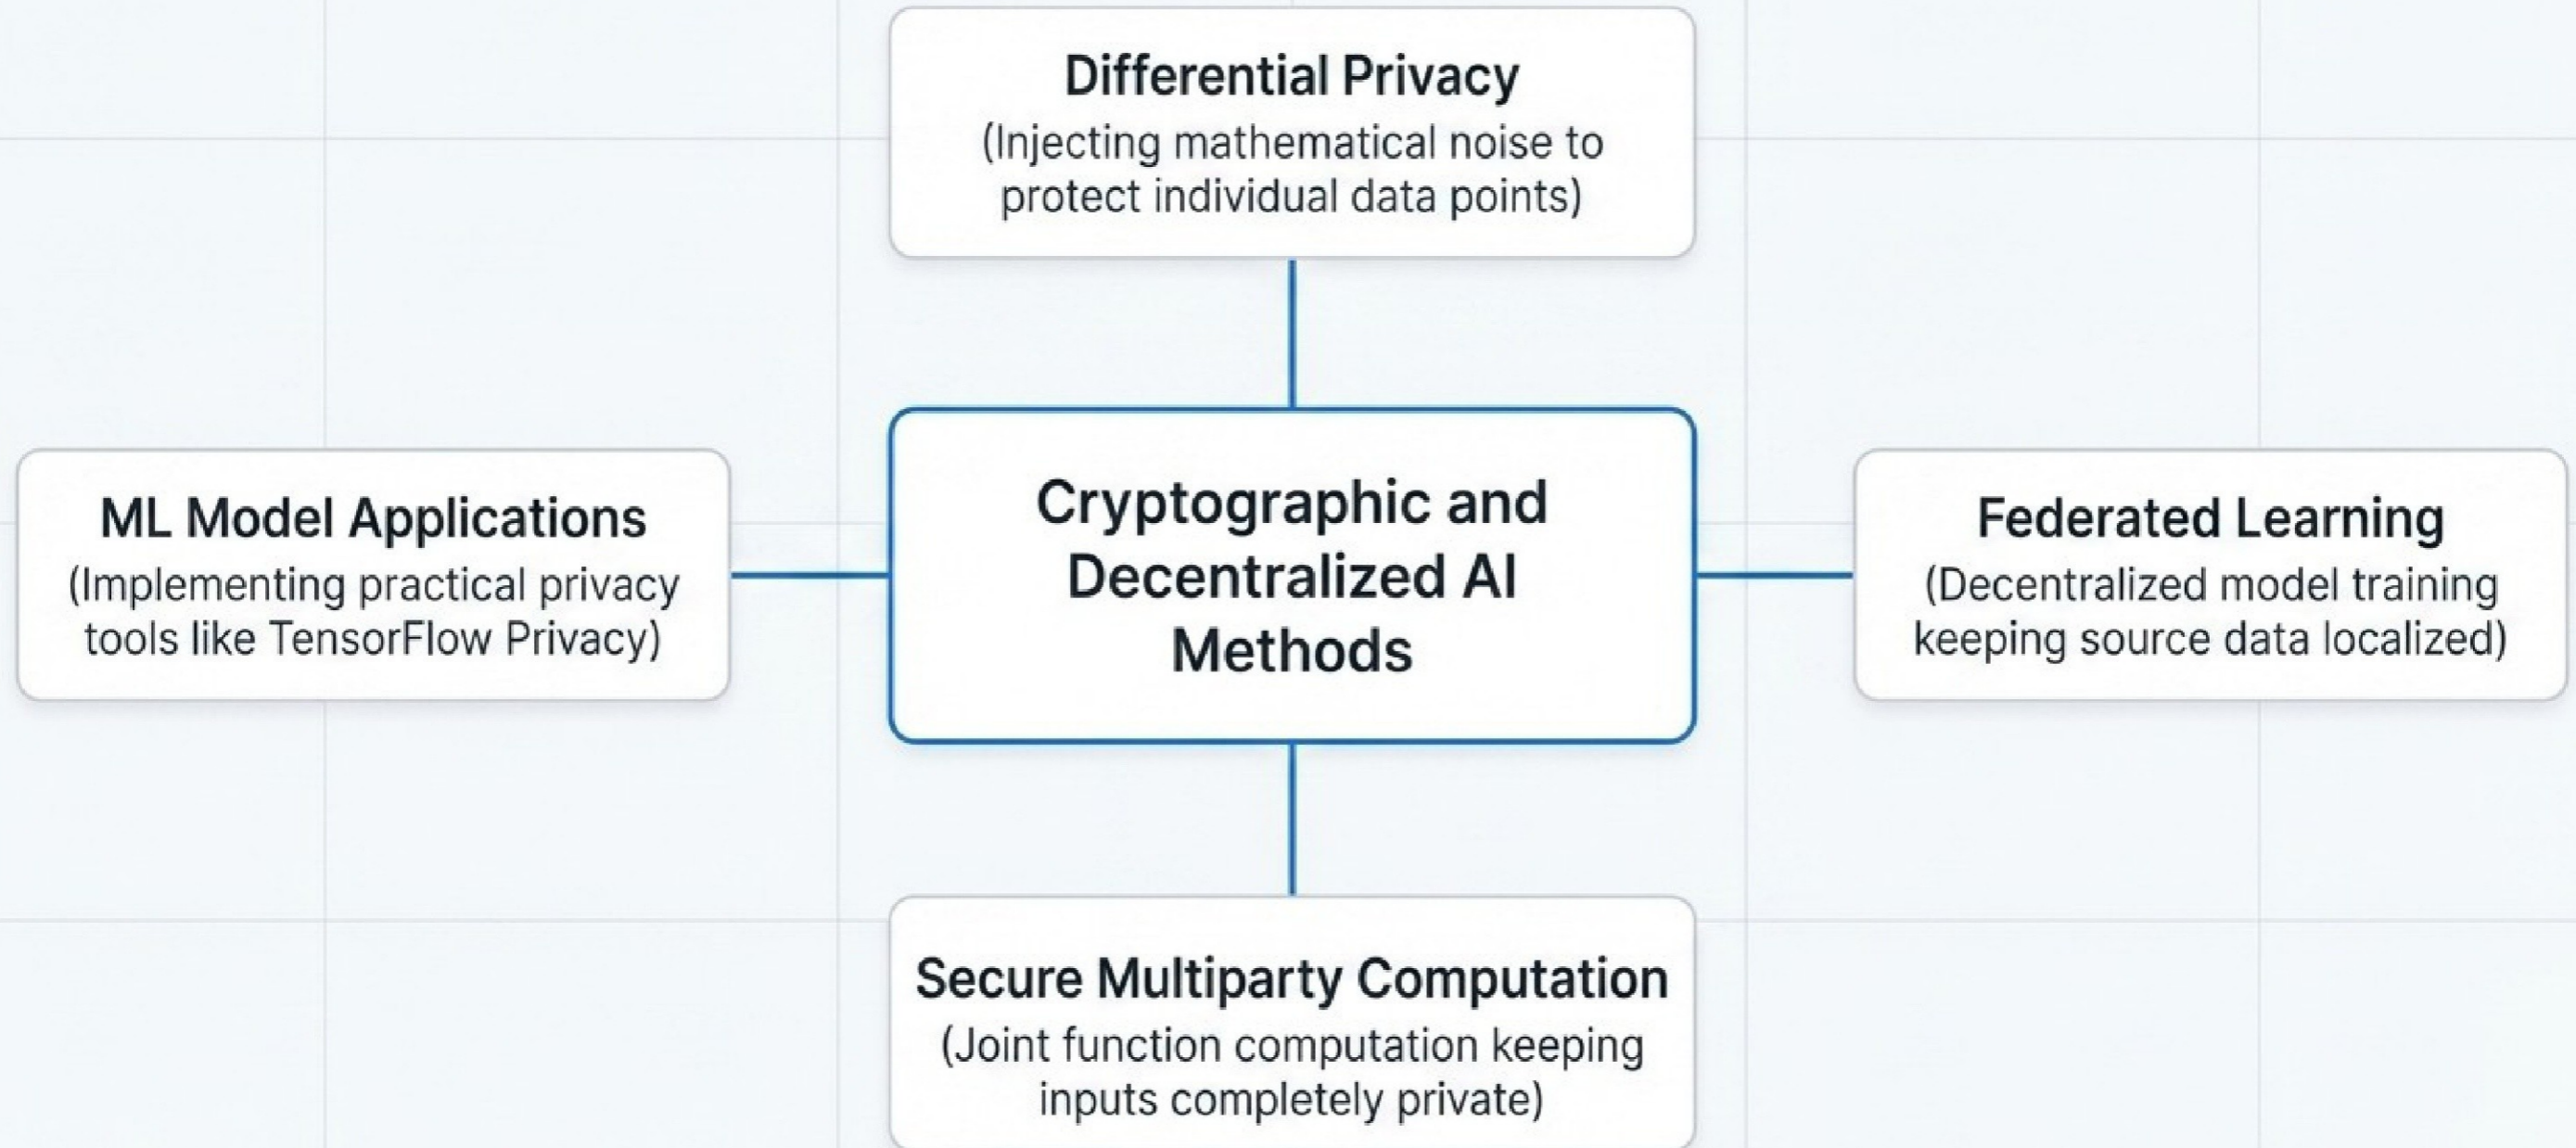 Differential Privacy
(Injecting mathematical noise to
protect individual data points)
ML Model Applications
(Implementing practical privacy
tools like TensorFlow Privacy)
Cryptographic and
Decentralized AI
Methods
Federated Learning
(Decentralized model training
keeping source data localized)
Secure Multiparty Computation
(Joint function computation keeping
inputs completely private)